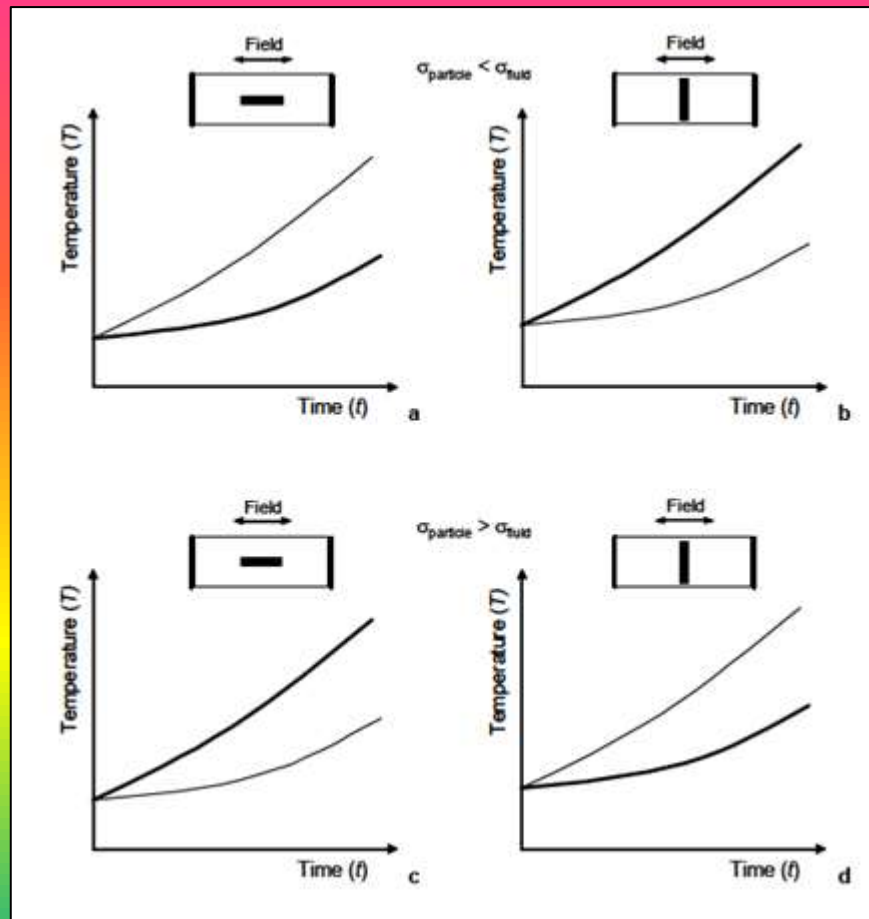 Field
Field
σparticle < σfluid
Temperature (T)
Temperature (T)
Time (t)
a
Time (t)
b
Field
Field
σparticle > σfluid
Temperature (T)
Temperature (T)
Time (t)
c
Time (t)
d